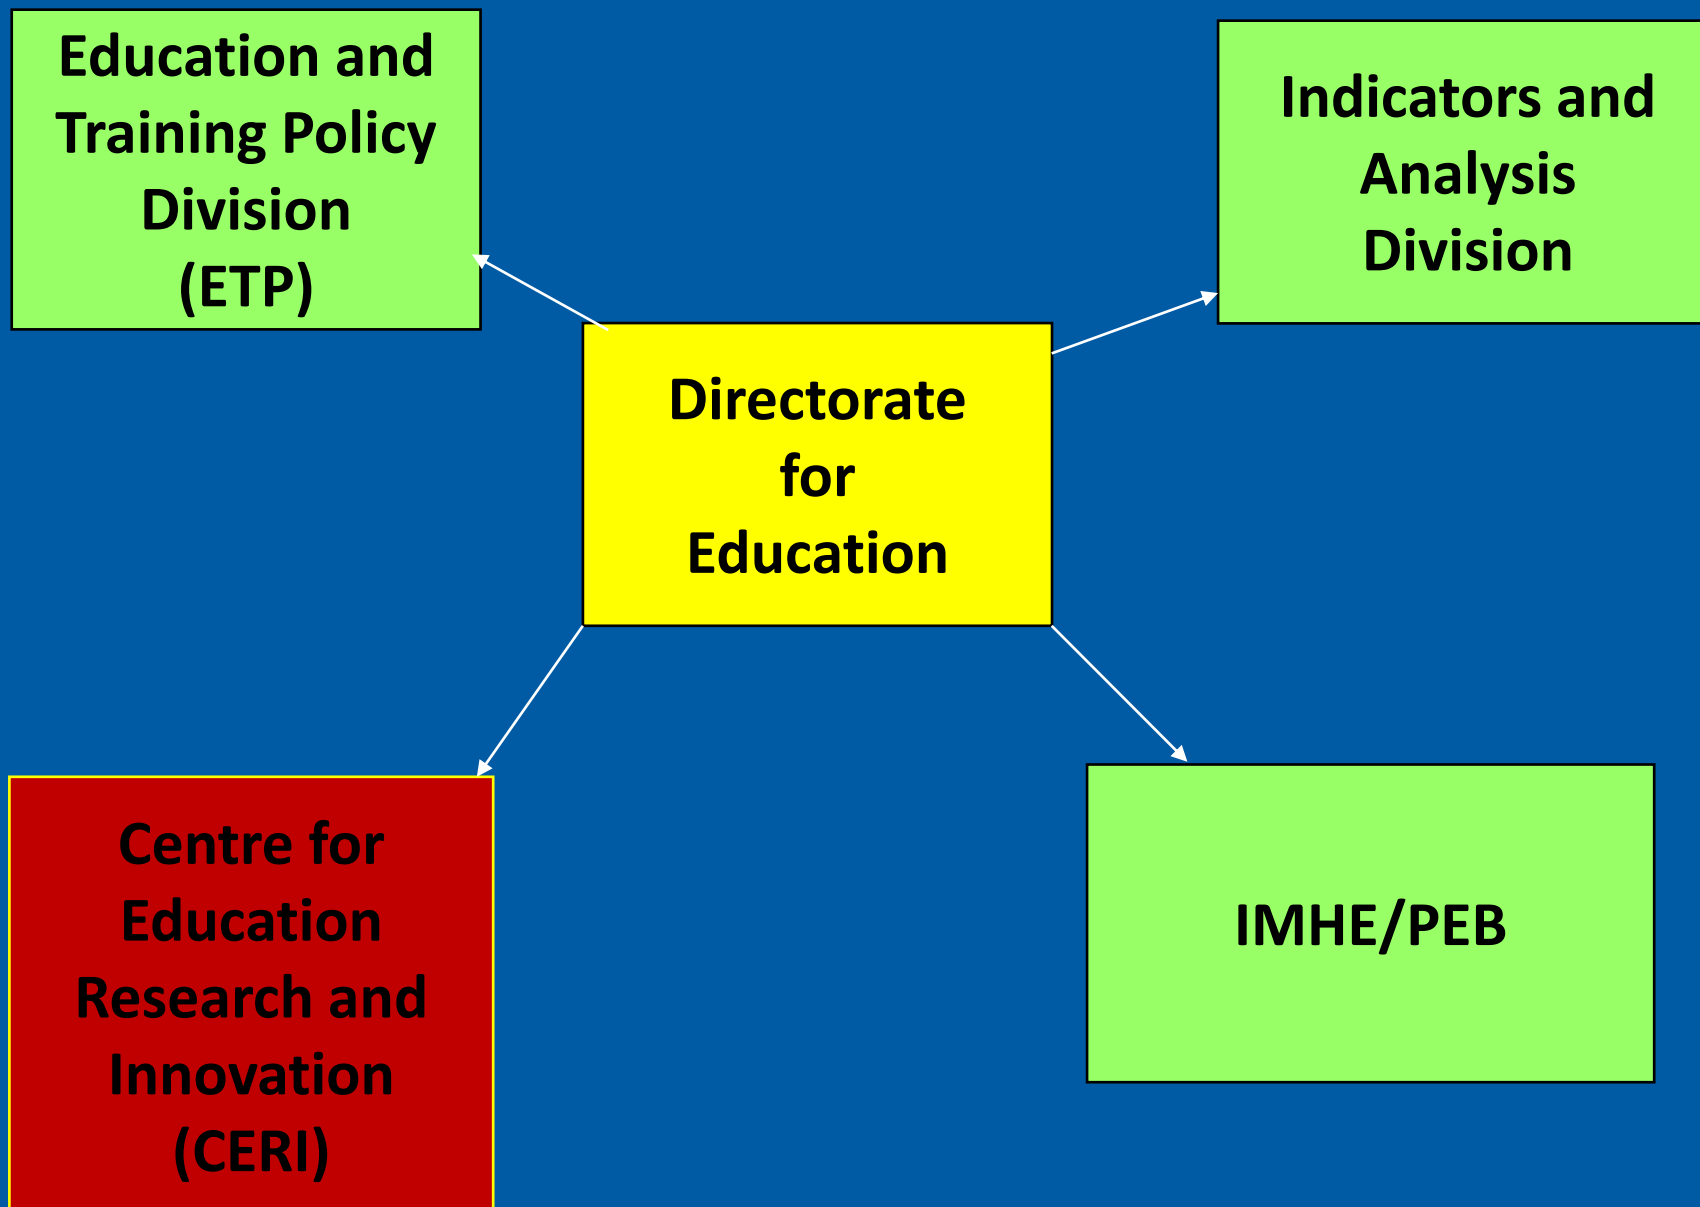 Education and
Training Policy
Division
(ETP)
Indicators and
Analysis
Division
Directorate
for
Education
Centre for
Education
Research and
Innovation
(CERI)
IMHE/PEB